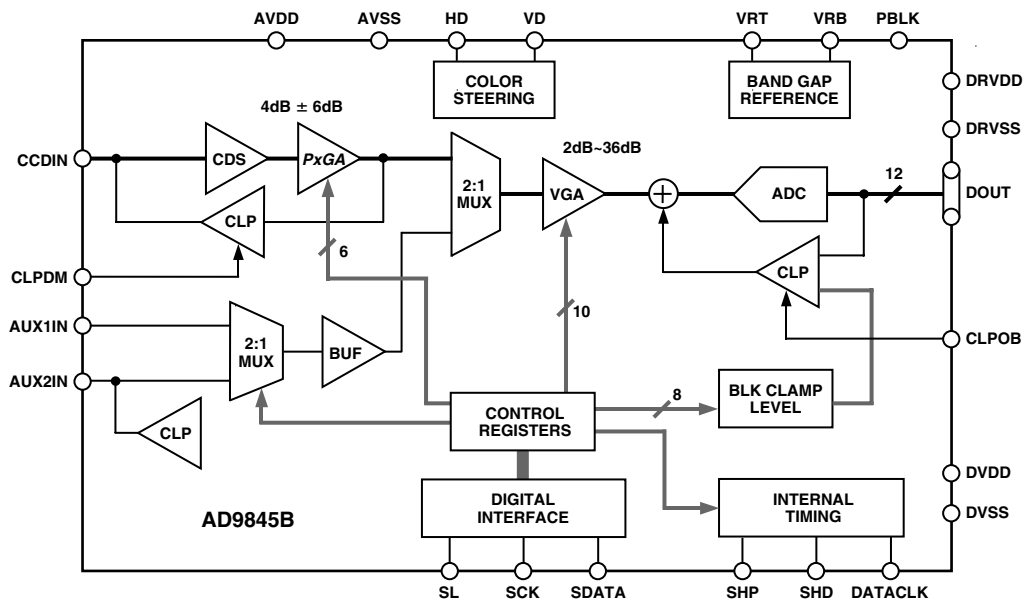 AVDD AVSS HD VD VRT VRB PBLK
COLOR
STEERING
BAND GAP
REFERENCE
DRVDD
4dB ± 6dB
DRVSS
2dB~36dB
CCDIN
CDS
PxGA
2:1
MUX
VGA
ADC
12
DOUT
CLP
6
CLPDM
CLP
10
AUX1IN
2:1
MUX
BUF
CLPOB
AUX2IN
8
BLK CLAMP
LEVEL
CONTROL
REGISTERS
CLP
DVDD
DIGITAL
INTERFACE
INTERNAL
TIMING
DVSS
AD9845B
SL SCK SDATA SHP SHD DATACLK